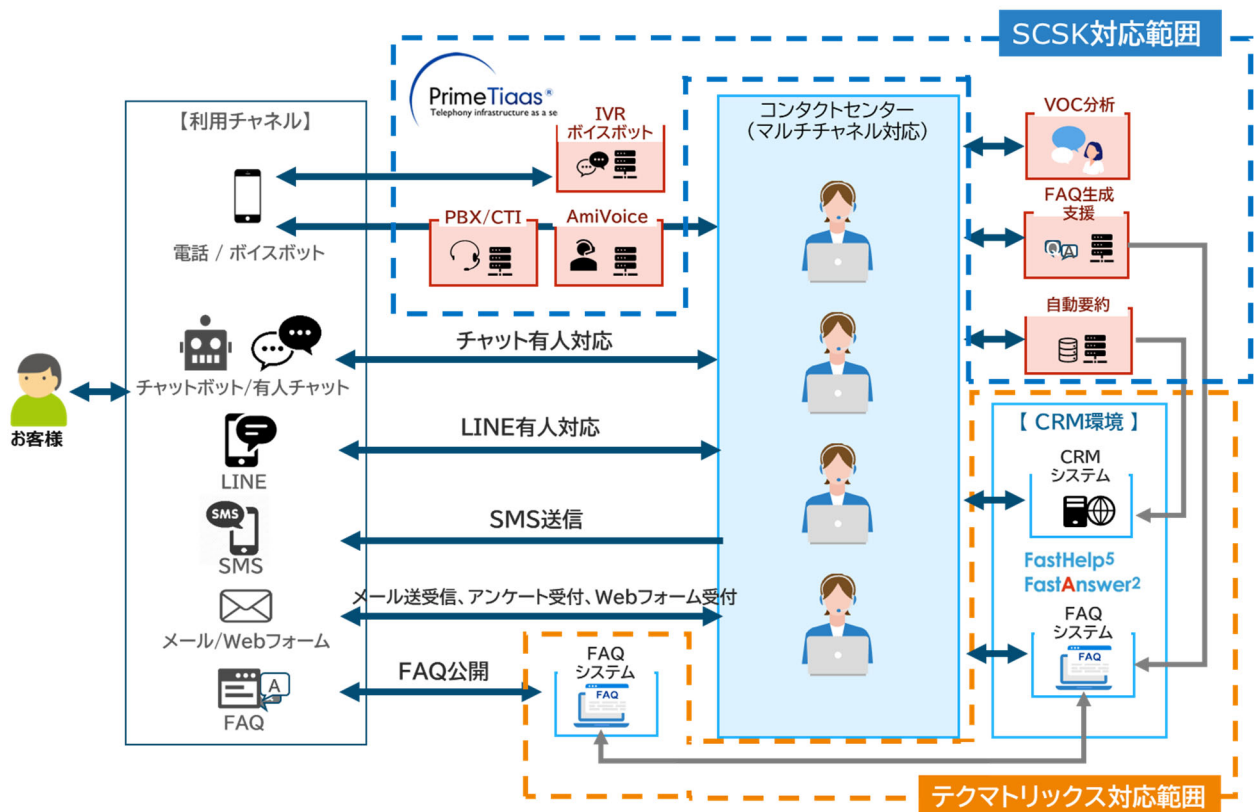 SCSK対応範囲
PrimeTiaas®
Telephony infrastructure as a se
【利用チャネル】
IVR
ボイスボット
コンタクトセンター
(マルチチャネル対応)
VOC分析
PBX/CTI
AmiVoice
FAQ生成
支援
Q A
電話 / ボイスボット
自動要約
チャット有人対応
チャットボット/有人チャット
お客様
LINE有人対応
LINE
【 CRM環境 】
CRM
システム
SMS送信
SMS
SMS
FastHelp5
FastAnswer2
メール送受信、アンケート受付、Webフォーム受付
メール/Webフォーム
FAQ
システム
FAQ
FAQ
システム
FAQ
FAQ公開
A
FAQ
テクマトリックス対応範囲